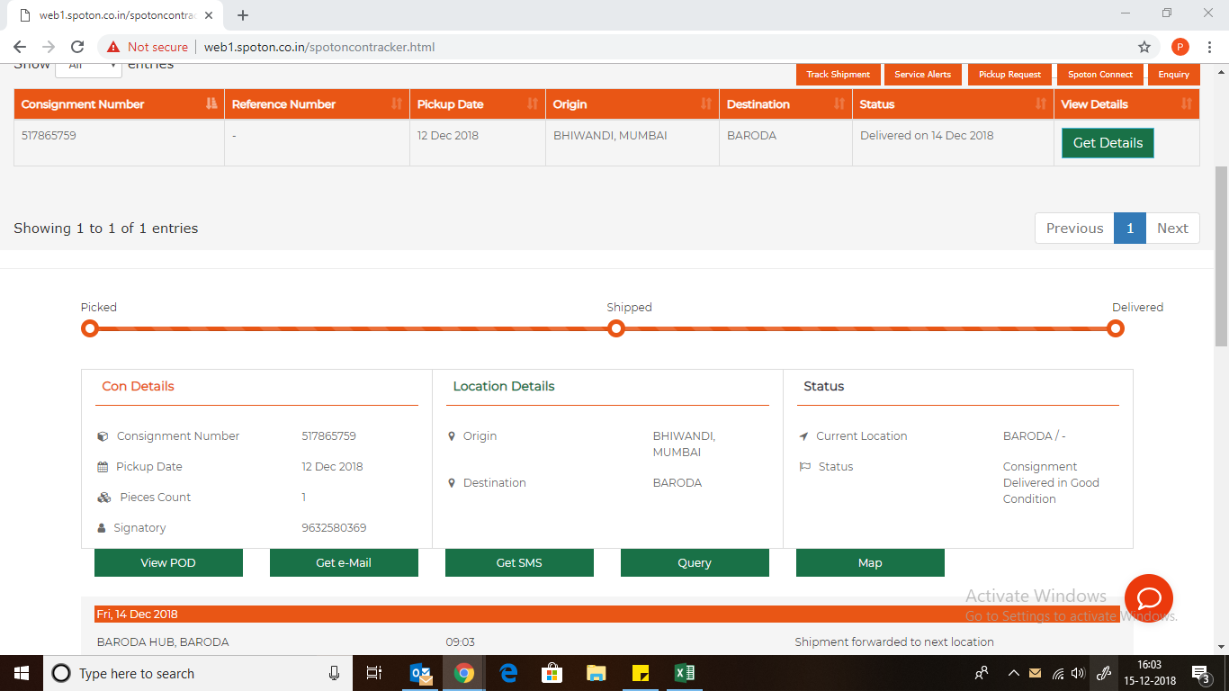 web1.spoton.co.in/spotoncontra
Not secure web1.spoton.co.in/spotoncontracker.html P
Show All entries
Track Shipment Service Alerts Pickup Request Spoton Connect Enquiry
Consignment Number Reference Number Pickup Date Origin Destination Status View Details
517865759 - 12 Dec 2018 BHIWANDI, MUMBAI BARODA Delivered on 14 Dec 2018 Get Details
Showing 1 to 1 of 1 entries Previous 1 Next
Picked Shipped Delivered
Con Details Location Details Status
Consignment Number 517865759 Origin BHIWANDI, Current Location BARODA / -
MUMBAI
Pickup Date 12 Dec 2018 Status Consignment
Destination BARODA Delivered in Good
Pieces Count 1 Condition
Signatory 9632580369
View POD Get e-Mail Get SMS Query Map
Activate Windows
Fri, 14 Dec 2018 Go to Settings to activate Windows.
BARODA HUB, BARODA 09:03 Shipment forwarded to next location
Type here to search 16:03
15-12-2018 3